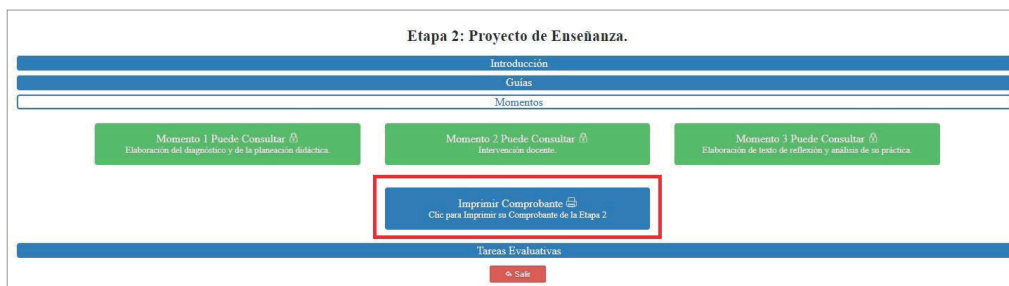 Etapa 2: Proyecto de Enseñanza.
Introducción
Guías
Momentos
Momento 1 Puede Consultar
Elaboración del diagnóstico y de la planeación didáctica.
Momento 2 Puede Consultar
Intervención docente.
Momento 3 Puede Consultar
Elaboración de texto de reflexión y análisis de su práctica.
Imprimir Comprobante
Clic para Imprimir su Comprobante de la Etapa 2
Tareas Evaluativas
Salir